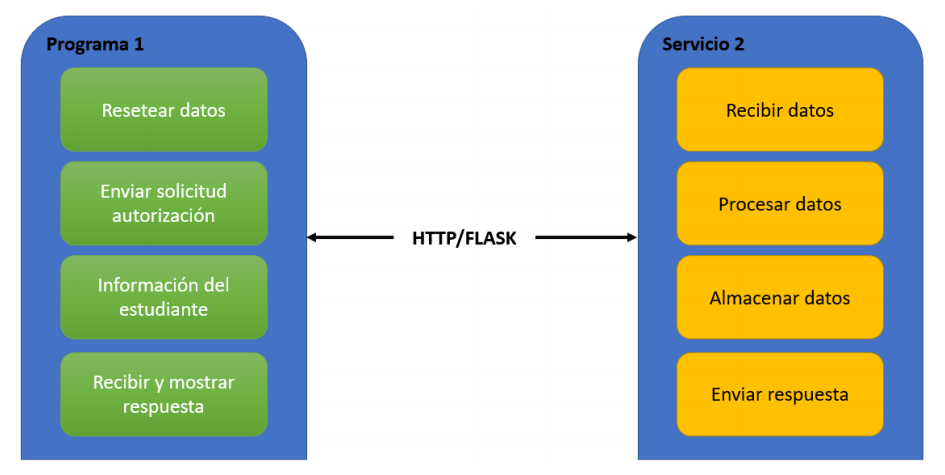 Programa 1
Resetear datos
Enviar solicitud
autorización
Información del
estudiante
Recibir y mostrar
respuesta
HTTP/FLASK
Servicio 2
Recibir datos
Procesar datos
Almacenar datos
Enviar respuesta